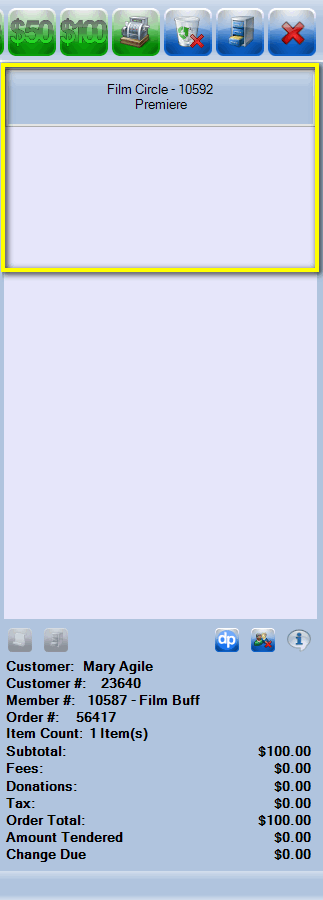 $50 $100
Film Circle - 10592
Premiere
dp
Customer: Mary Agile
Customer #: 23640
Member #: 10587 - Film Buff
Order #: 56417
Item Count: 1 Item(s)
Subtotal: $100.00
Fees: $0.00
Donations: $0.00
Tax: $0.00
Order Total: $100.00
Amount Tendered $0.00
Change Due $0.00